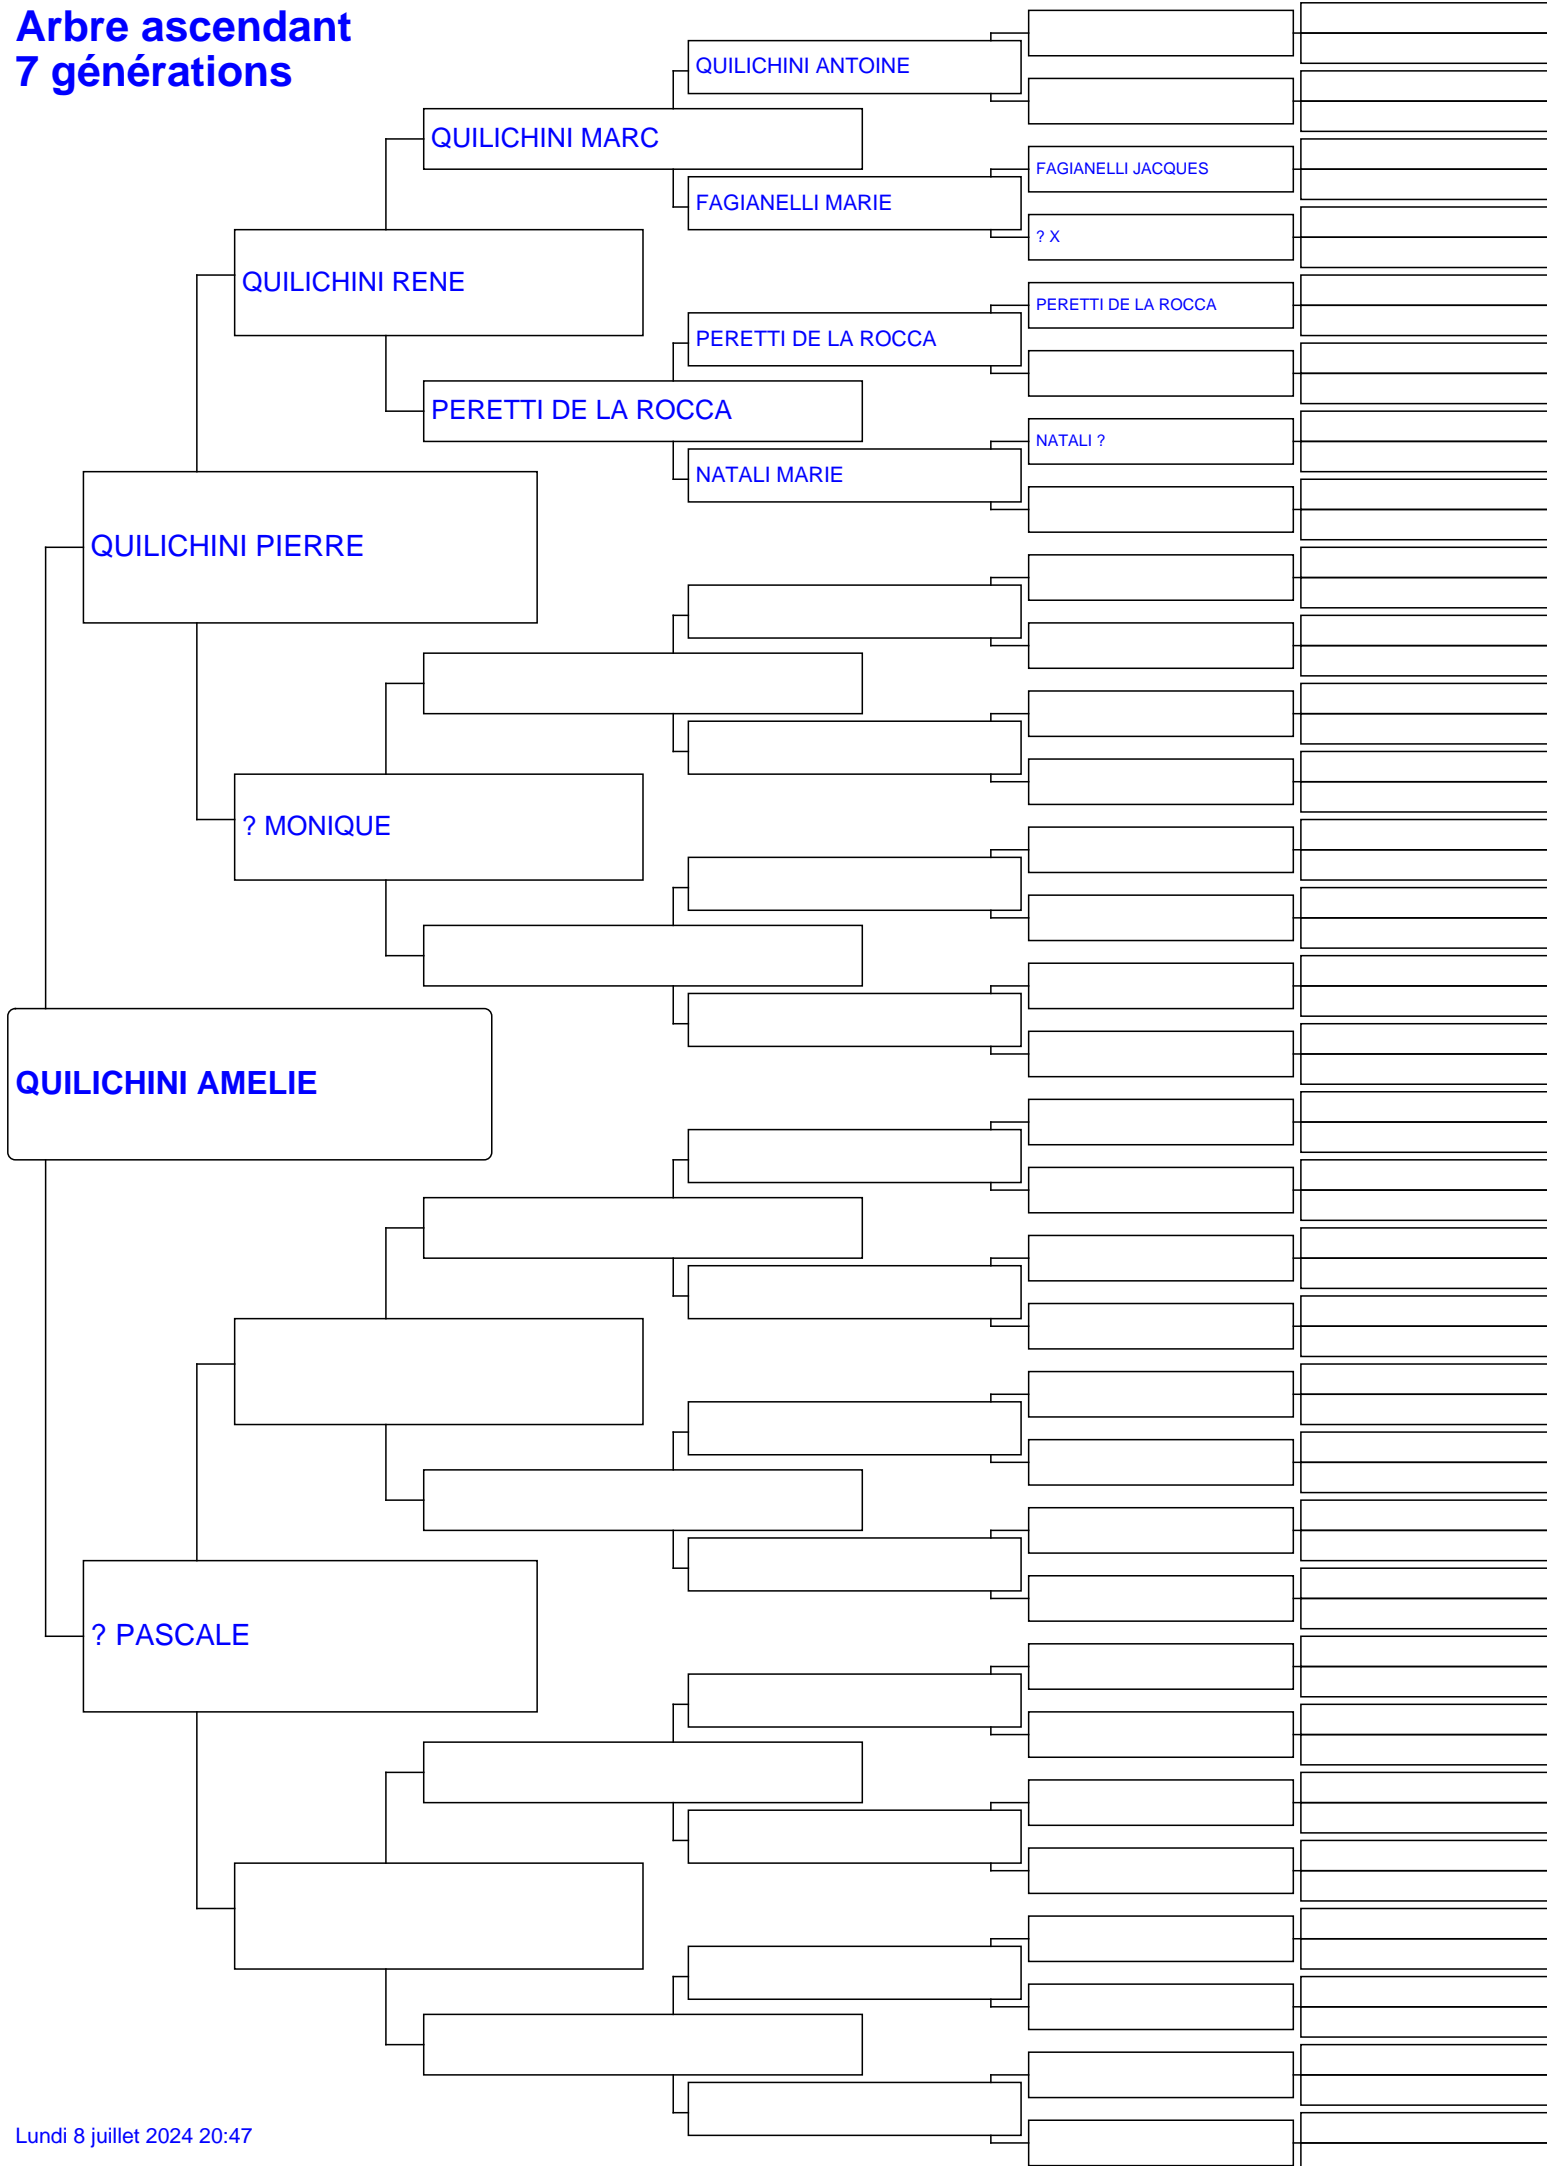 Arbre ascendant
7 générations
QUILICHINI ANTOINE
QUILICHINI MARC
FAGIANELLI JACQUES
FAGIANELLI MARIE
? X
QUILICHINI RENE
PERETTI DE LA ROCCA
PERETTI DE LA ROCCA
PERETTI DE LA ROCCA
NATALI ?
NATALI MARIE
QUILICHINI PIERRE
? MONIQUE
QUILICHINI AMELIE
? PASCALE
Lundi 8 juillet 2024 20:47